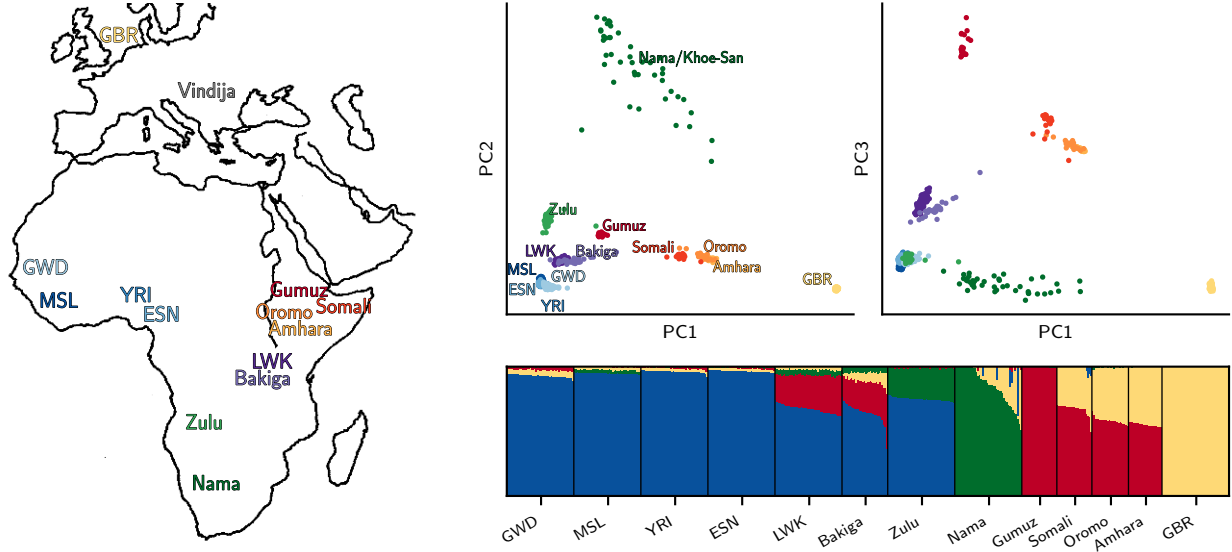 GBR
Vindija
GWD
MSL
YRI
ESN
Gumuz
Oromo
Somali
Amhara
LWK
Bakiga
Zulu
Nama
PC2
Nama/Khoe-San
Zulu
Gumuz
LWK
Bakiga
Somali
Oromo
Amhara
MSL
GWD
ESN
YRI
GBR
PC1
PC3
PC1
GWD
MSL
YRI
ESN
LWK
Bakiga
Zulu
Nama
Gumuz
Somali
Oromo
Amhara
GBR